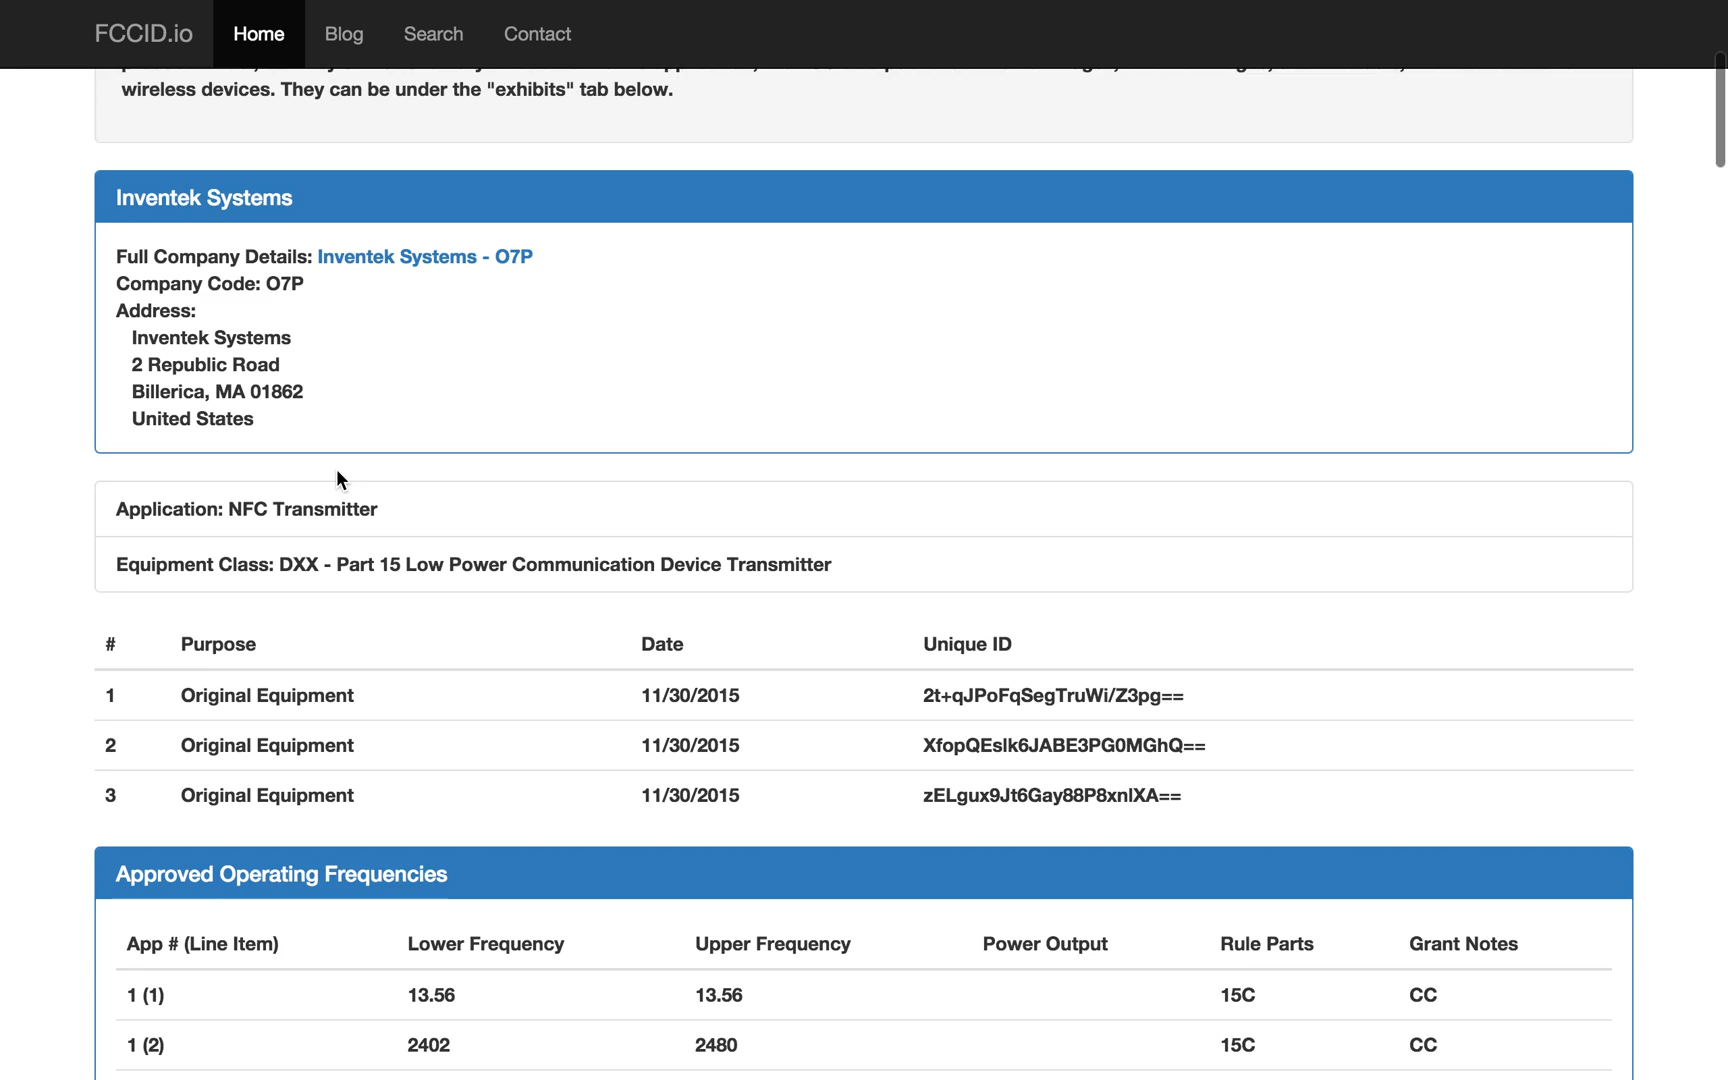 FCCID.io Home Blog Search Contact
wireless devices. They can be under the "exhibits" tab below.
Inventek Systems
Full Company Details: Inventek Systems - O7P
Company Code: O7P
Address:
Inventek Systems
2 Republic Road
Billerica, MA 01862
United States
Application: NFC Transmitter
Equipment Class: DXX - Part 15 Low Power Communication Device Transmitter
# Purpose Date Unique ID
1 Original Equipment 11/30/2015 2t+qJPoFqSegTruWi/Z3pg==
2 Original Equipment 11/30/2015 XfopQEslk6JABE3PG0MGhQ==
3 Original Equipment 11/30/2015 zELgux9Jt6Gay88P8xnlXA==
Approved Operating Frequencies
App # (Line Item) Lower Frequency Upper Frequency Power Output Rule Parts Grant Notes
1 (1) 13.56 13.56 15C CC
1 (2) 2402 2480 15C CC